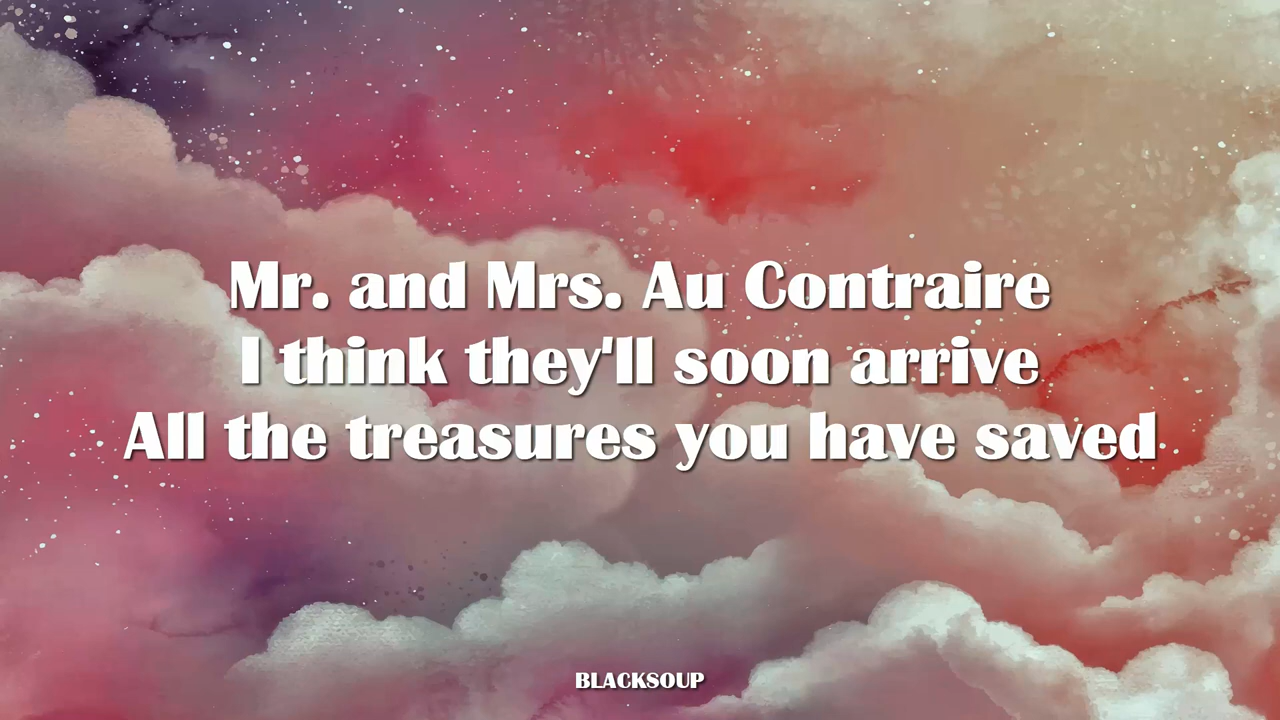 Mr. and Mrs. Au Contraire
I think they'll soon arrive
All the treasures you have saved
BLACKSOUP